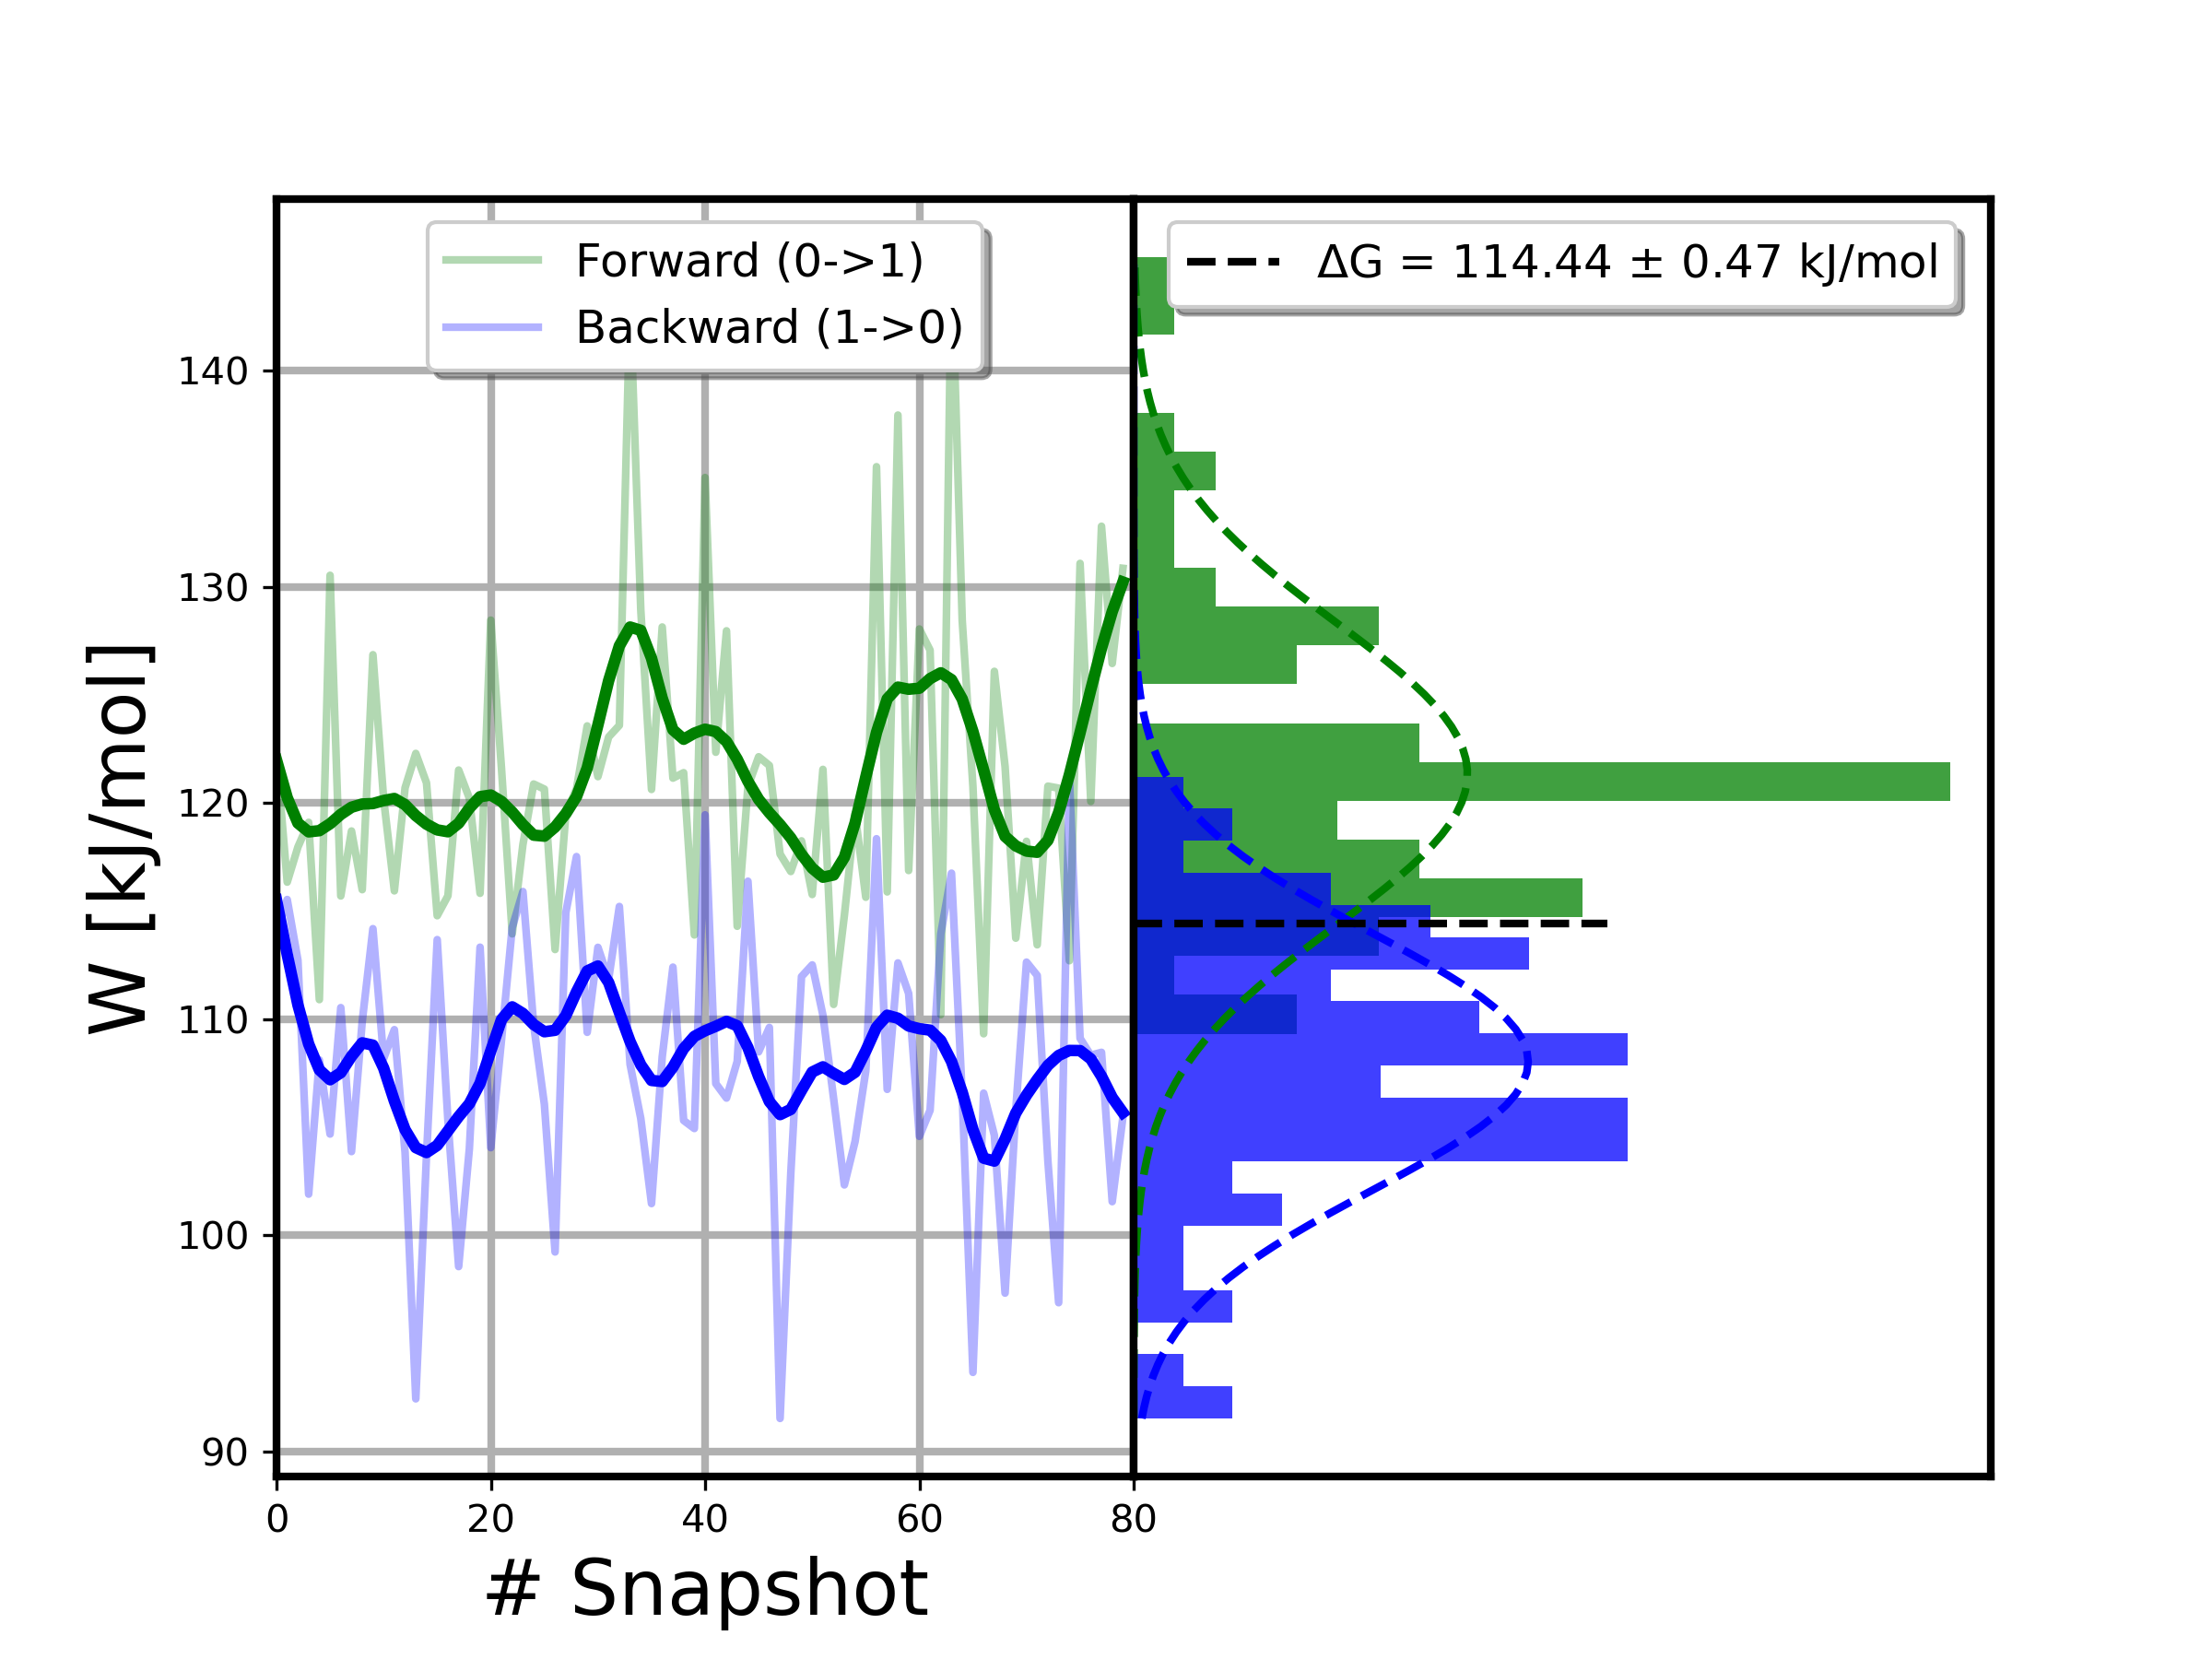 Forward (0->1)
Backward (1->0)
ΔG = 114.44 ± 0.47 kJ/mol
W [kJ/mol]
140
130
120
110
100
90
0
20
40
60
80
# Snapshot